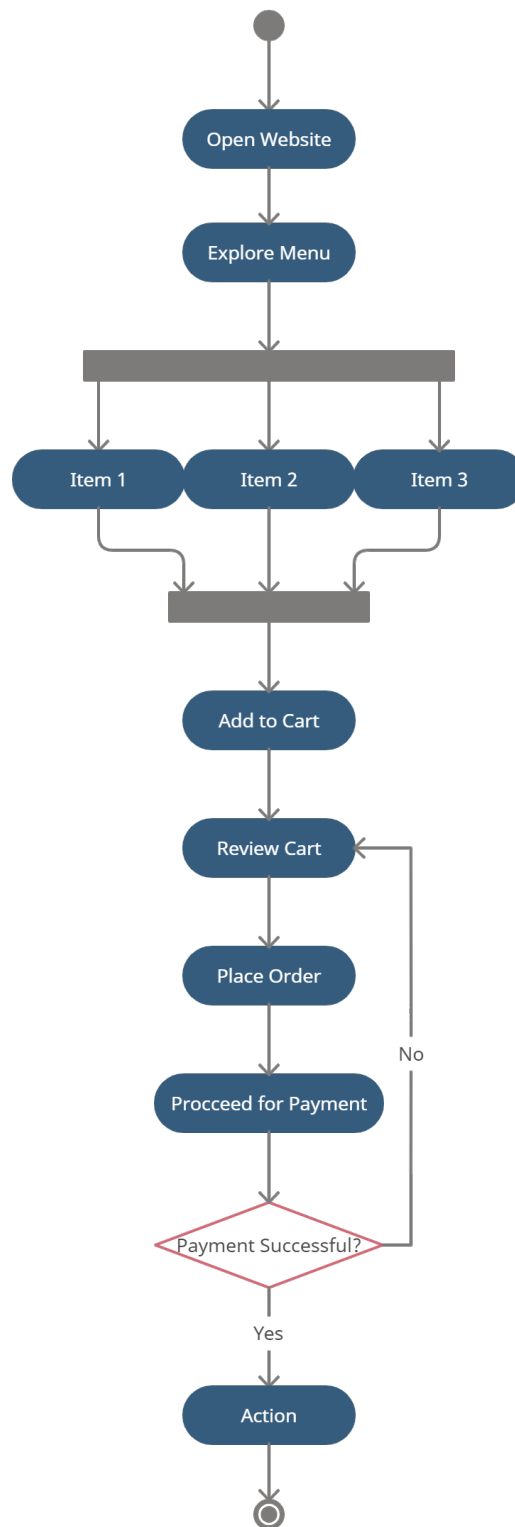 Open Website
Explore Menu
Item 1
Item 2
Item 3
Add to Cart
Review Cart
Place Order
No
Procceed for Payment
Payment Successful?
Yes
Action